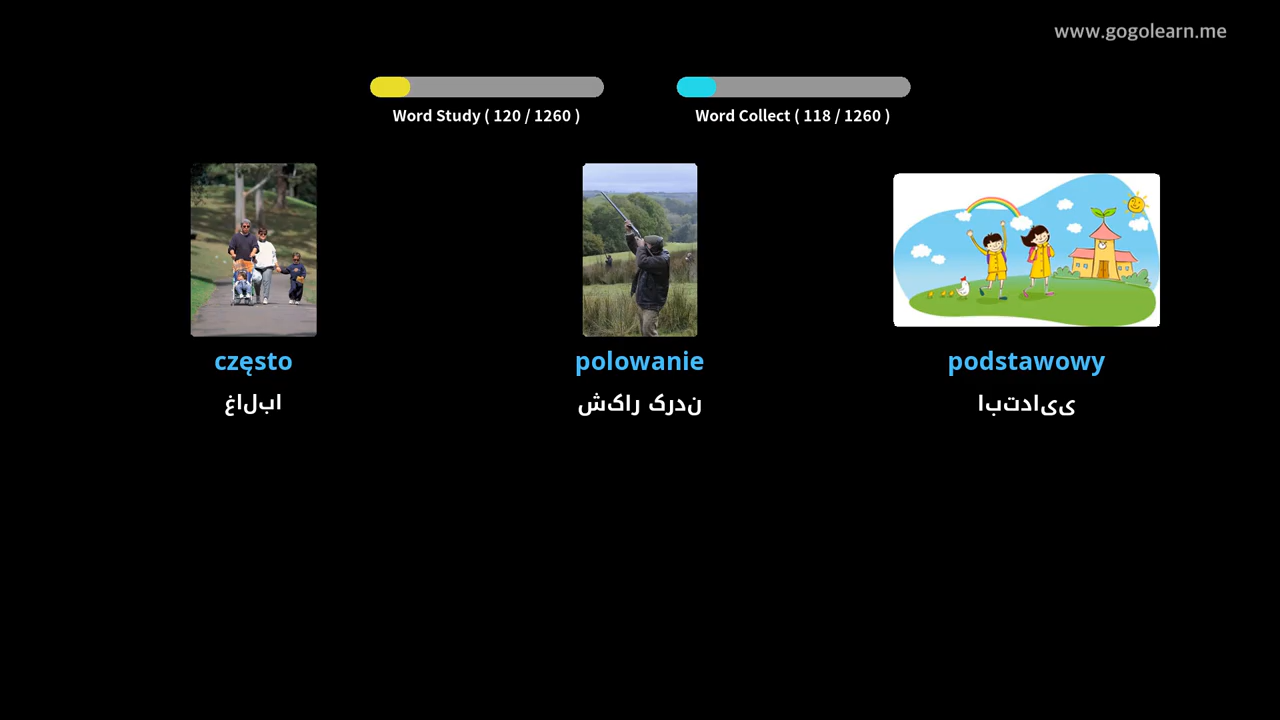 www.gogolearn.me
Word Study ( 120 / 1260 )
Word Collect ( 118 / 1260 )
często
polowanie
podstawowy
غالبا
شکار کردن
ابتدایی